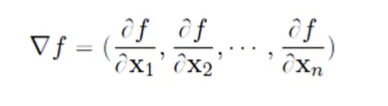 ∇f = (∂f/∂x₁, ∂f/∂x₂, ⋯ , ∂f/∂xₙ)